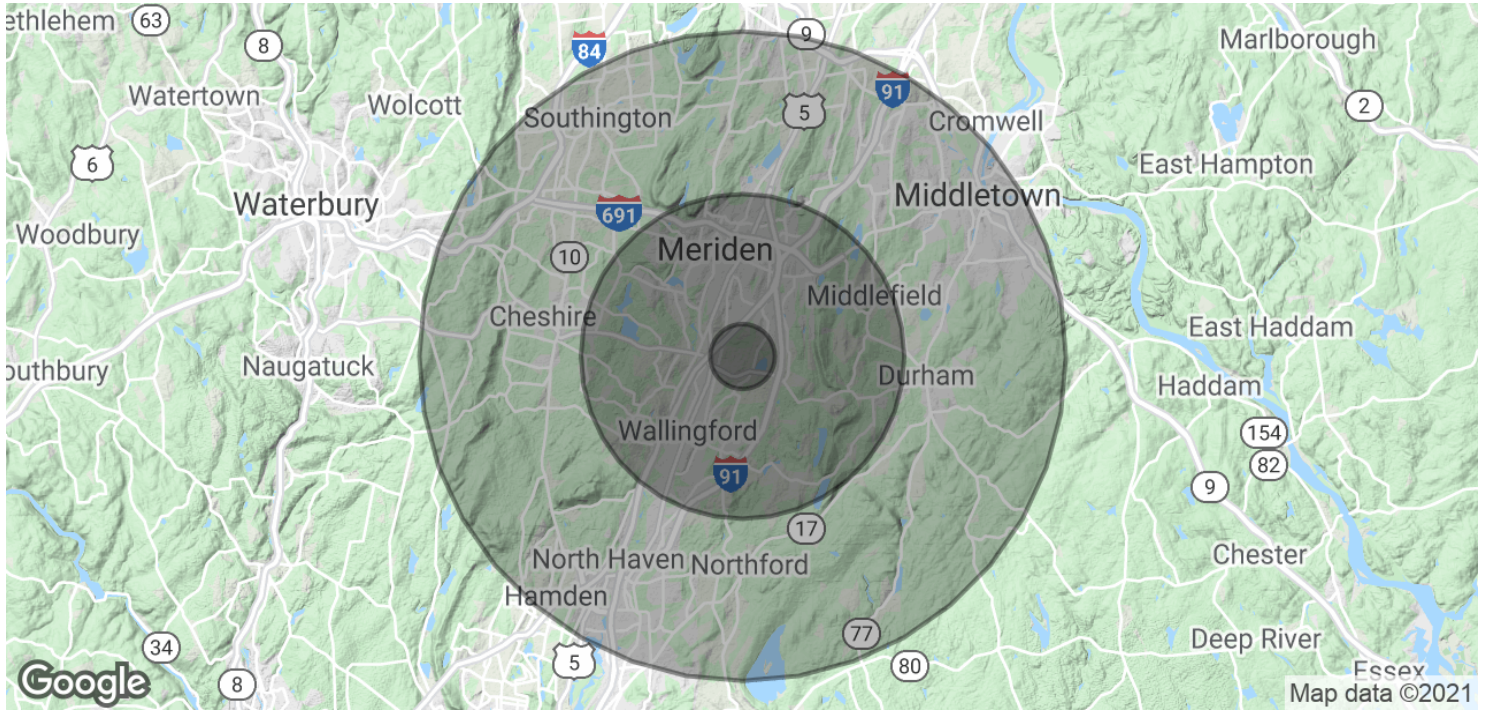 ethlehem
63
8
84
9
Marlborough
91
Watertown
Wolcott
Southington
5
Cromwell
2
6
East Hampton
Waterbury
691
Middletown
Woodbury
10
Meriden
Middlefield
Cheshire
East Haddam
outhbury
Naugatuck
Durham
Haddam
Wallingford
154
82
91
9
17
North Haven
Northford
Chester
Hamden
77
34
5
80
Deep River
Essex
Google
8
Map data ©2021